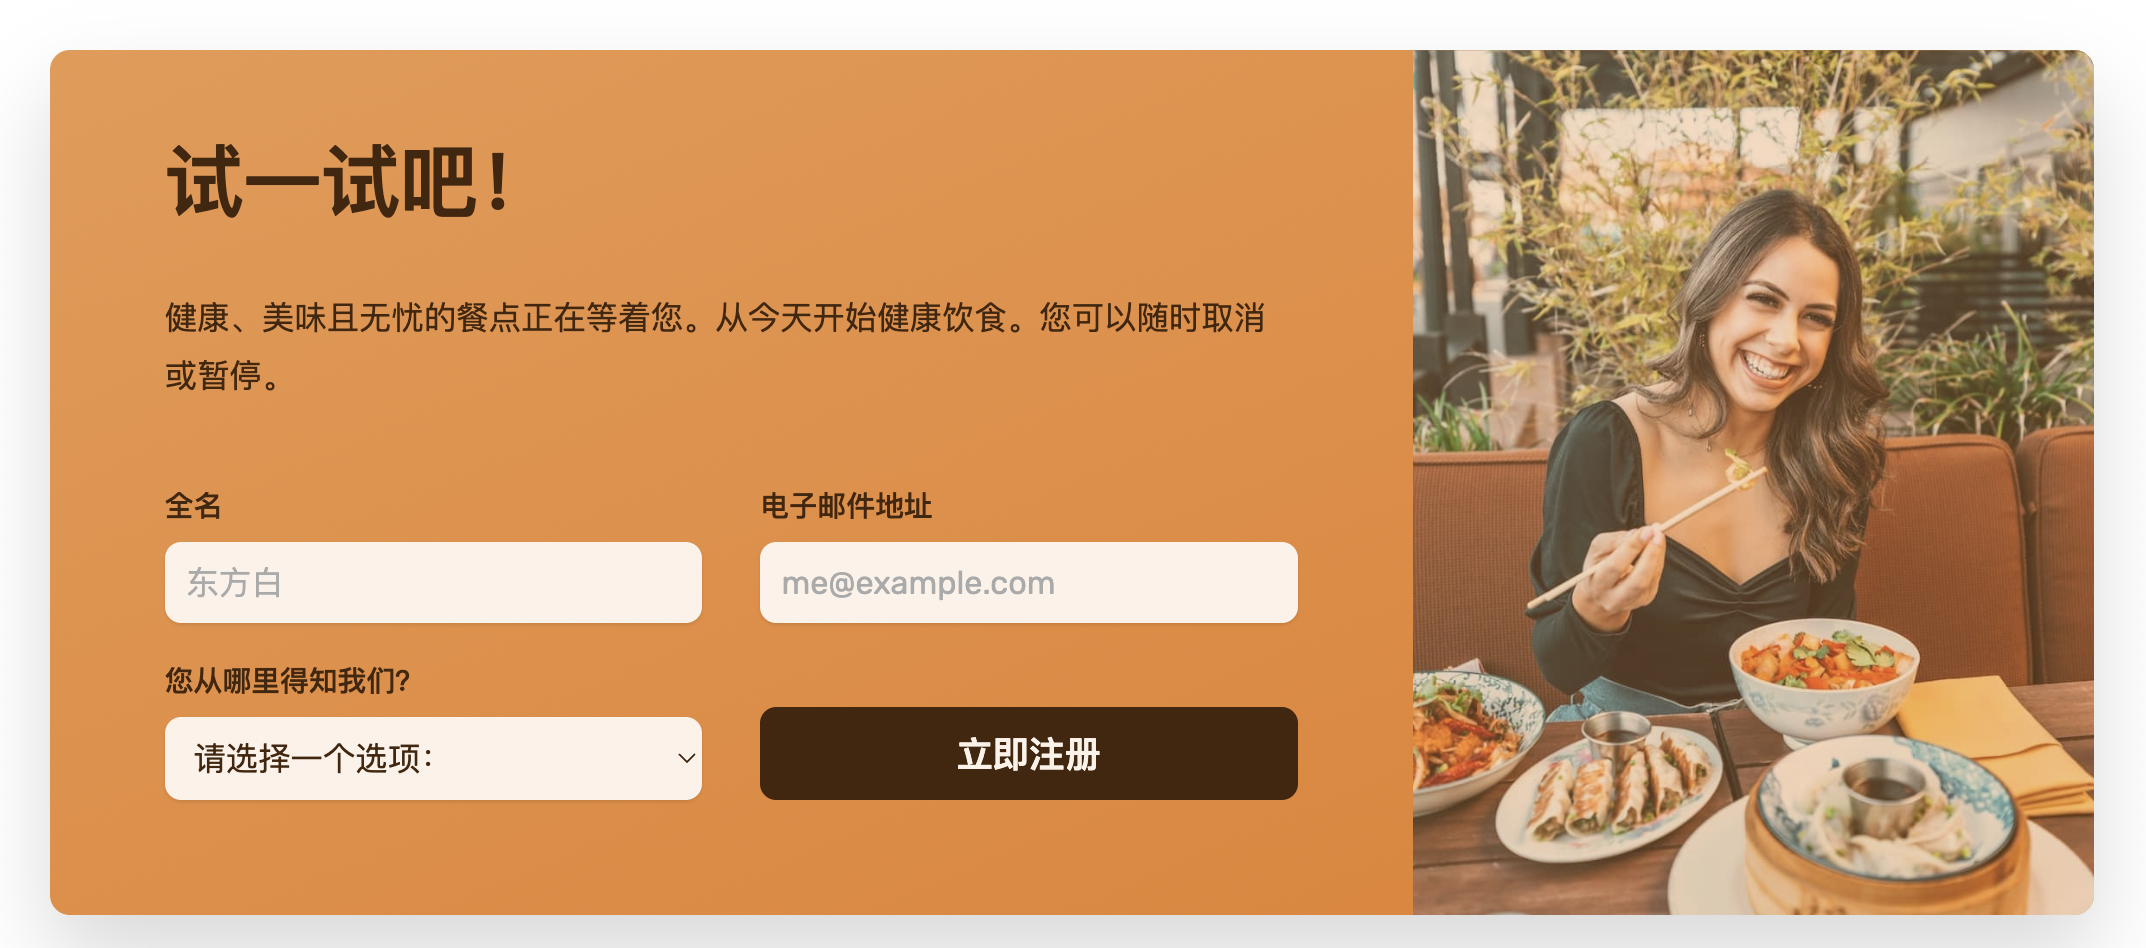 试一试吧！
健康、美味且无忧的餐点正在等着您。从今天开始健康饮食。您可以随时取消
或暂停。
全名
电子邮件地址
东方白
me@example.com
您从哪里得知我们?
请选择一个选项：
立即注册